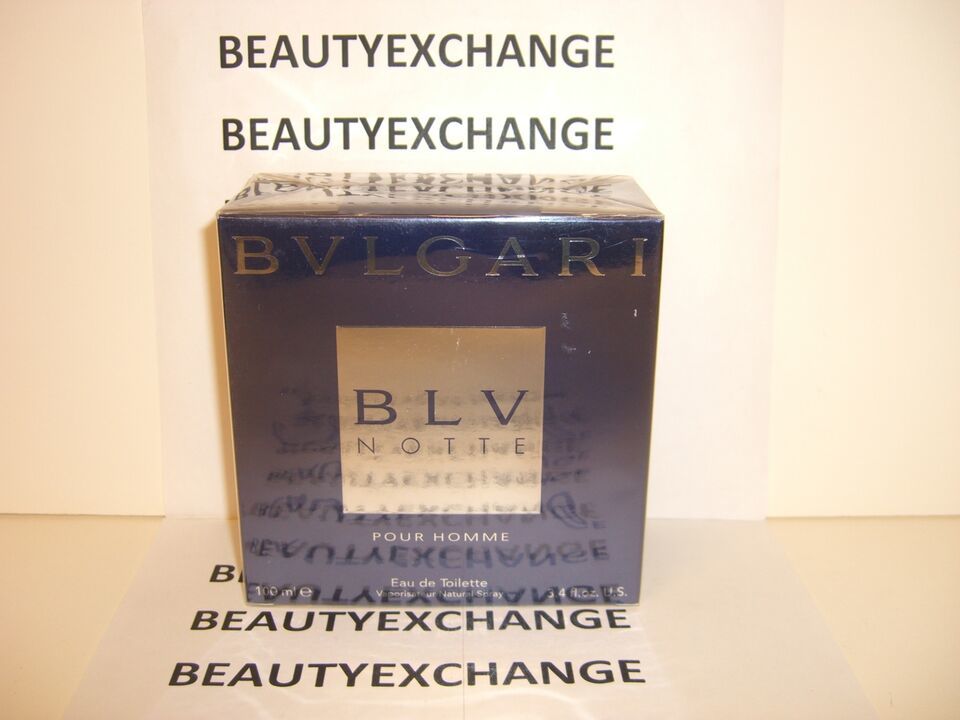 BEAUTYEXCHANGE
BEAUTYEXCHANGE
BVLGARI
BLV
NOTTE
POUR HOMME
Eau de Toilette
100 ml e Vaporisateur Natural Spray 3.4 fl.oz. U.S.
BEAUTYEXCHANGE
BEAUTYEXCHANGE